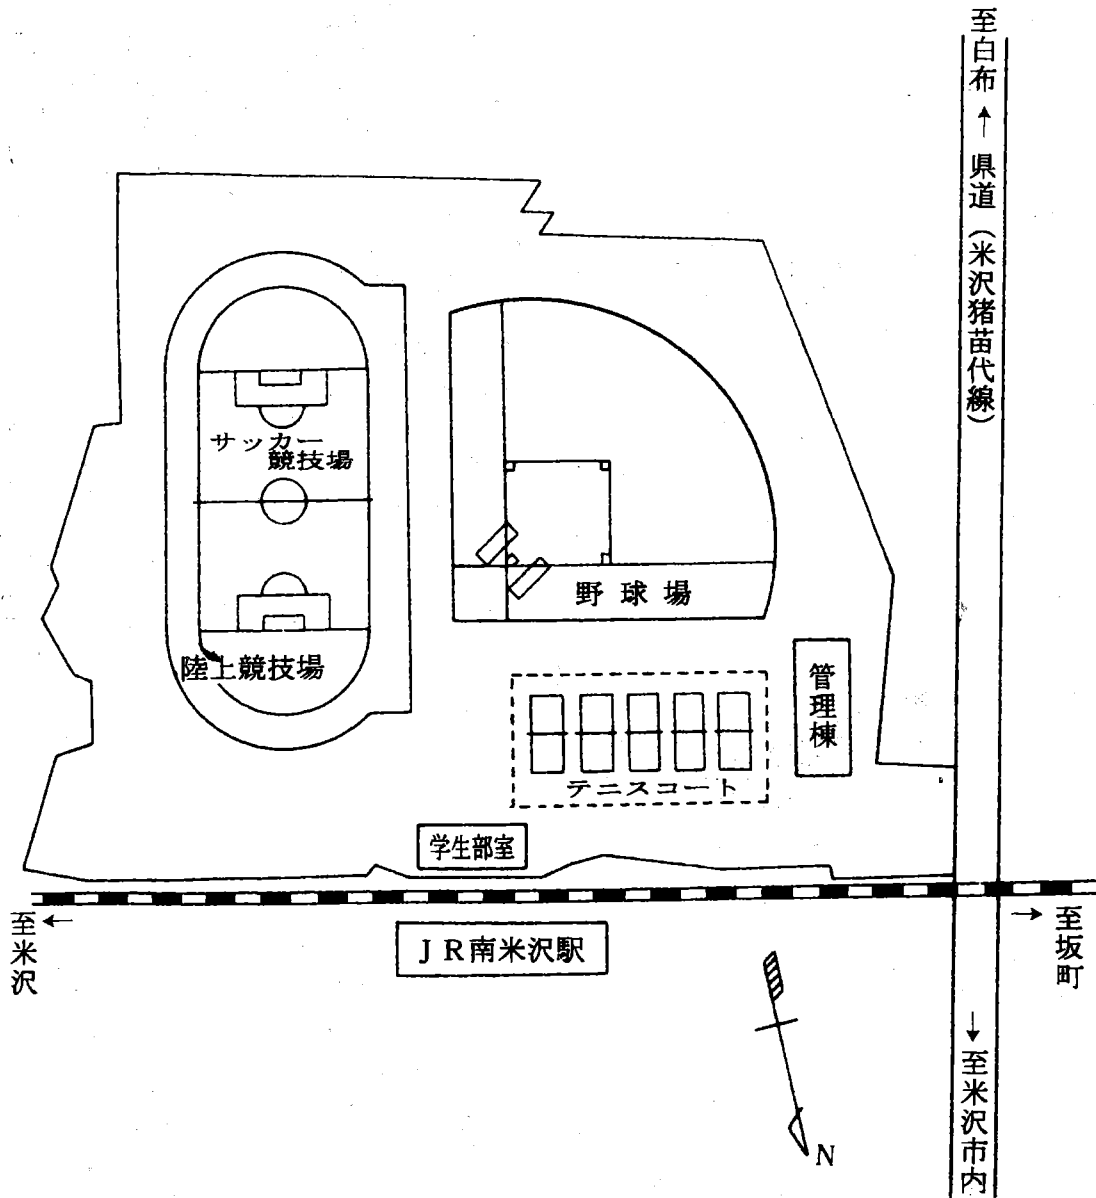 至白布
↑
県道（米沢猪苗代線）
サッカー
競技場
野球場
陸上競技場
管理棟
テニスコート
学生部室
至米沢
←
JR南米沢駅
→
至坂町
↓
至米沢市内
N